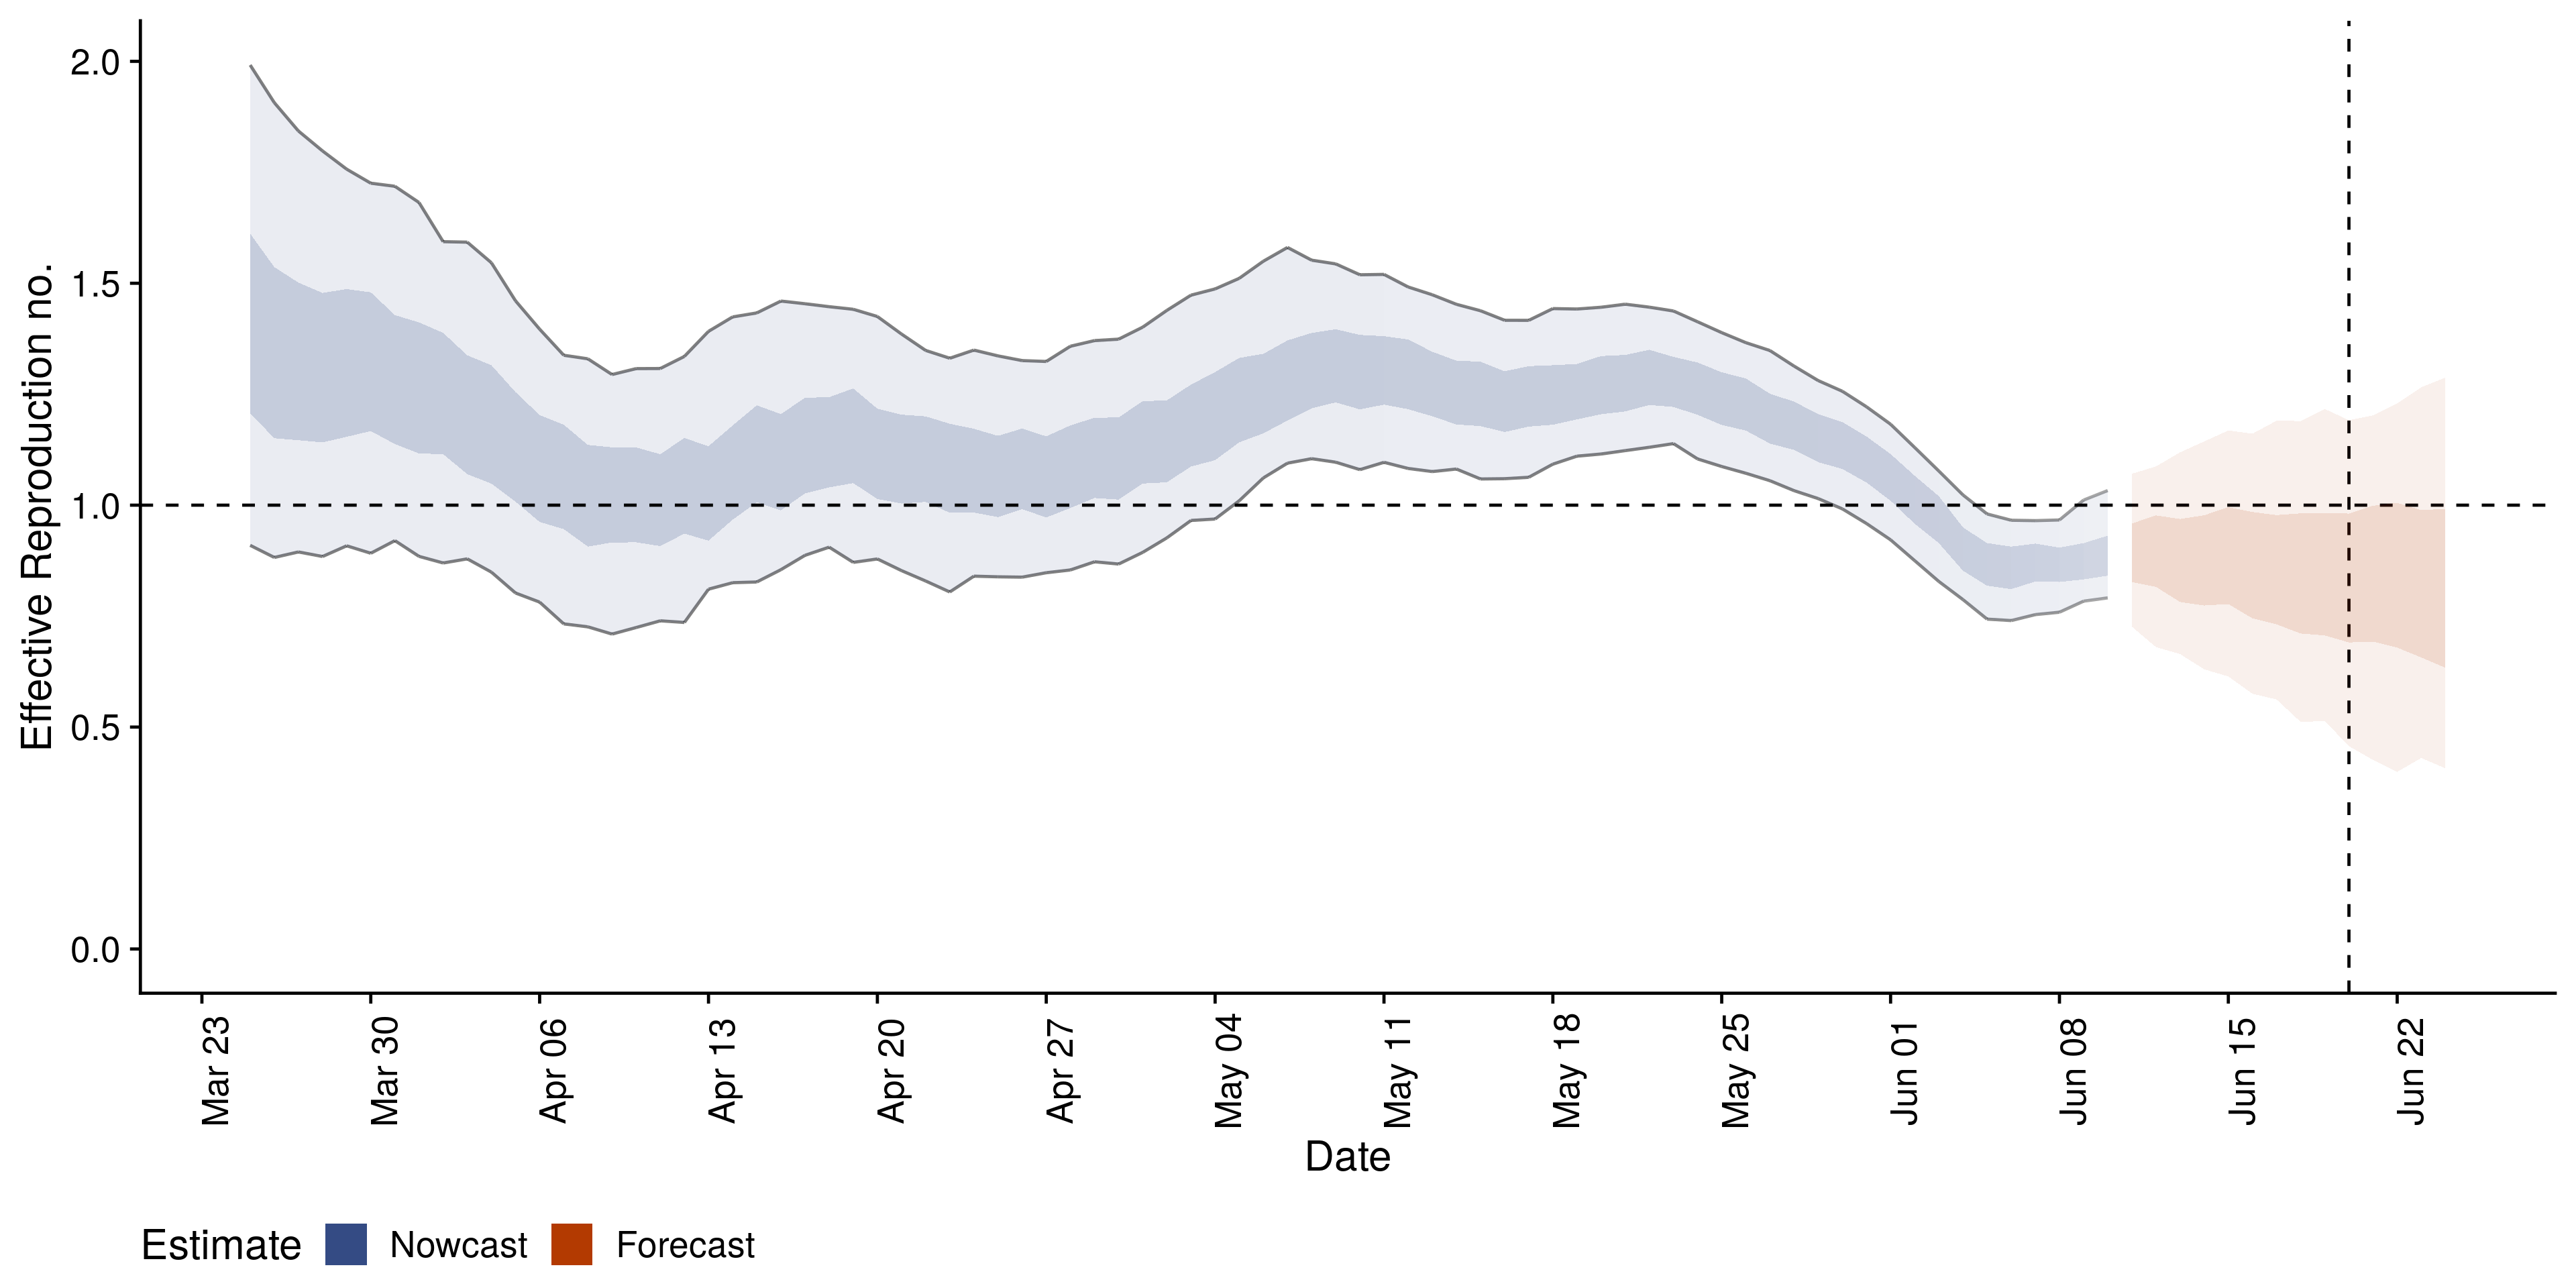 Effective Reproduction no.
2.0
1.5
1.0
0.5
0.0
Mar 23
Mar 30
Apr 06
Apr 13
Apr 20
Apr 27
May 04
May 11
May 18
May 25
Jun 01
Jun 08
Jun 15
Jun 22
Date
Estimate Nowcast Forecast